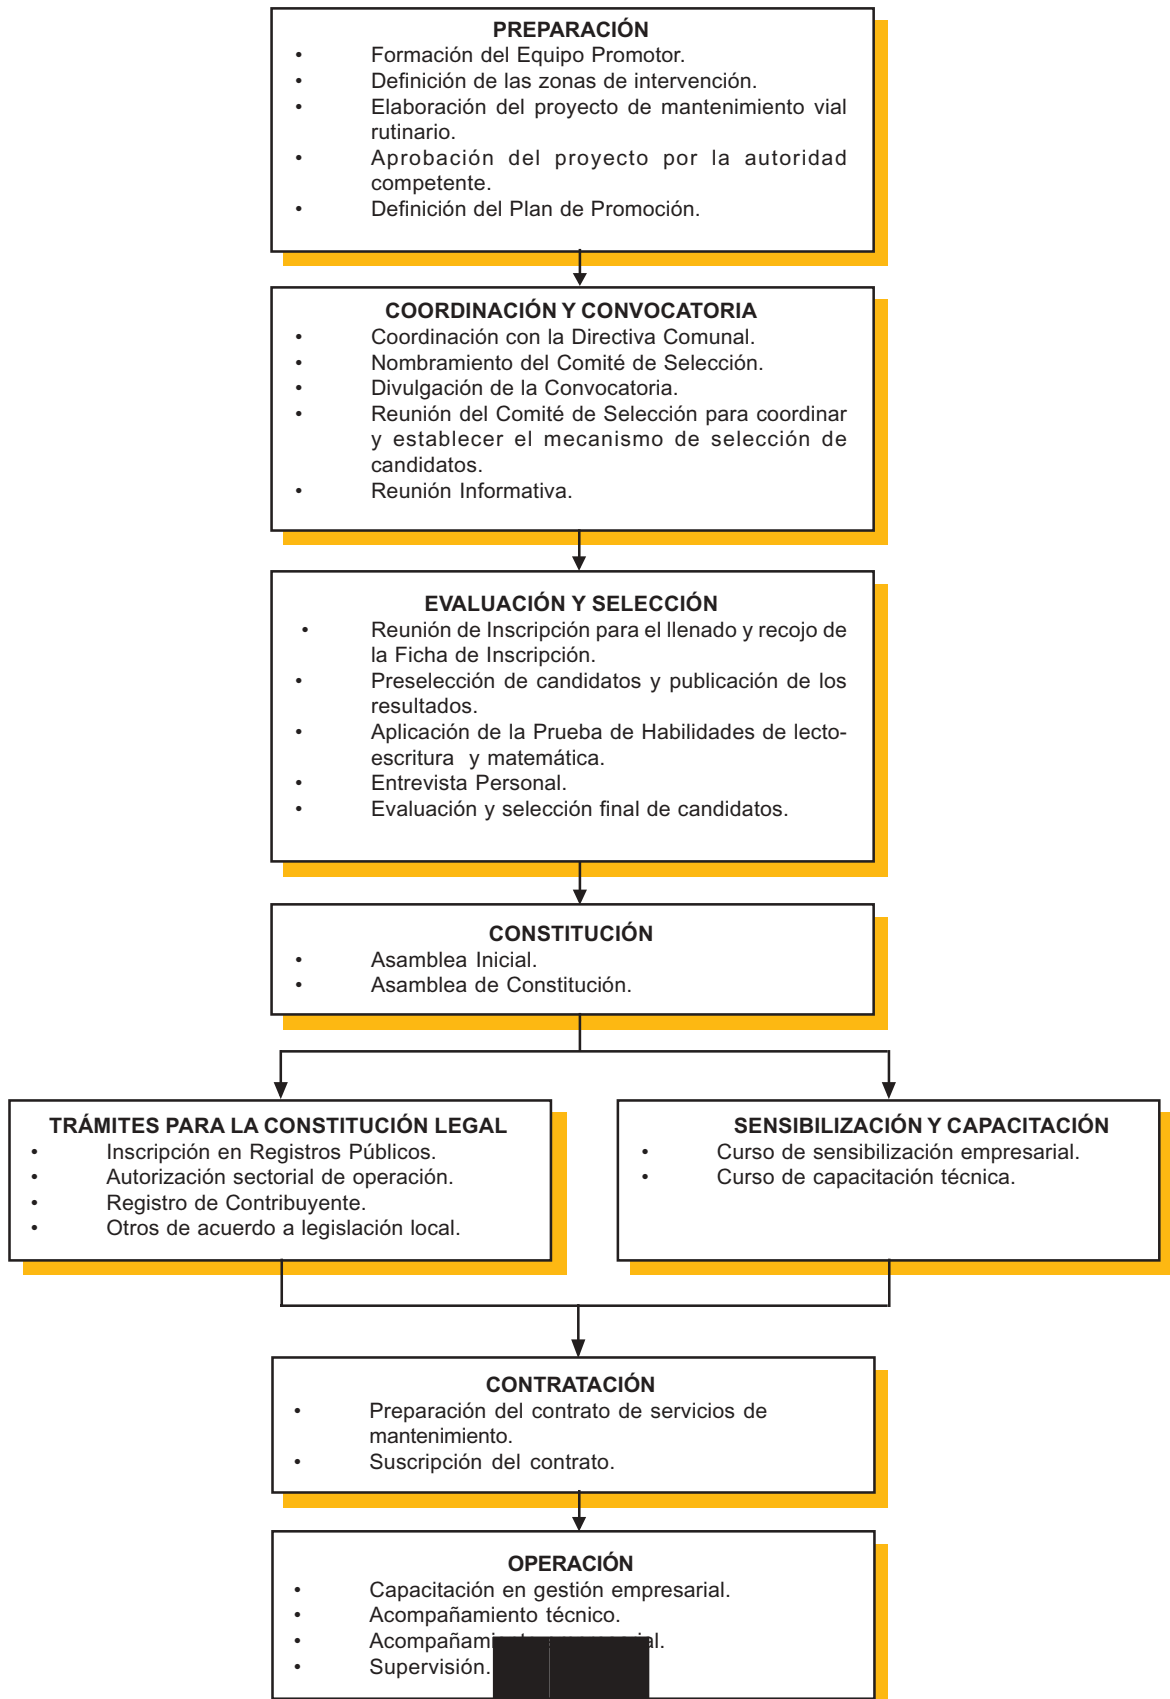 PREPARACIÓN
• Formación del Equipo Promotor.
• Definición de las zonas de intervención.
• Elaboración del proyecto de mantenimiento vial
rutinario.
• Aprobación del proyecto por la autoridad
competente.
• Definición del Plan de Promoción.
COORDINACIÓN Y CONVOCATORIA
• Coordinación con la Directiva Comunal.
• Nombramiento del Comité de Selección.
• Divulgación de la Convocatoria.
• Reunión del Comité de Selección para coordinar
y establecer el mecanismo de selección de
candidatos.
• Reunión Informativa.
EVALUACIÓN Y SELECCIÓN
• Reunión de Inscripción para el llenado y recojo de
la Ficha de Inscripción.
• Preselección de candidatos y publicación de los
resultados.
• Aplicación de la Prueba de Habilidades de lecto-
escritura y matemática.
• Entrevista Personal.
• Evaluación y selección final de candidatos.
CONSTITUCIÓN
• Asamblea Inicial.
• Asamblea de Constitución.
TRÁMITES PARA LA CONSTITUCIÓN LEGAL
• Inscripción en Registros Públicos.
• Autorización sectorial de operación.
• Registro de Contribuyente.
• Otros de acuerdo a legislación local.
SENSIBILIZACIÓN Y CAPACITACIÓN
• Curso de sensibilización empresarial.
• Curso de capacitación técnica.
CONTRATACIÓN
• Preparación del contrato de servicios de
mantenimiento.
• Suscripción del contrato.
OPERACIÓN
• Capacitación en gestión empresarial.
• Acompañamiento técnico.
• Supervisión.